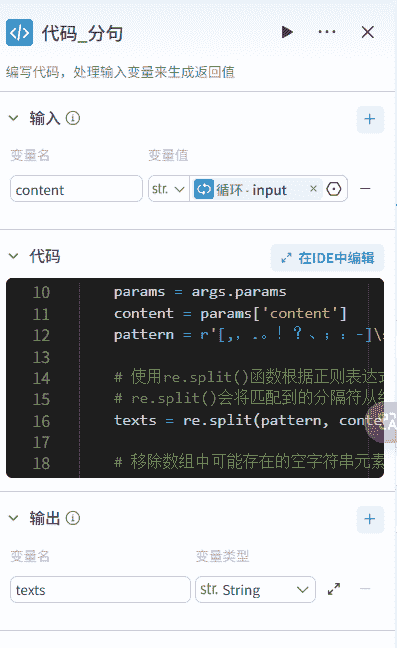 代码_分句
编写代码，处理输入变量来生成返回值
输入
变量名 变量值
content str. 循环 - input
代码 在IDE中编辑
10 params = args.params
11 content = params['content']
12 pattern = r'[,，.。！？、；：-]\
13
14 # 使用re.split()函数根据正则表达式
15 # re.split()会将匹配到的分隔符从
16 texts = re.split(pattern, conte
17
18 # 移除数组中可能存在的空字符串元素
输出
变量名 变量类型
texts str. String